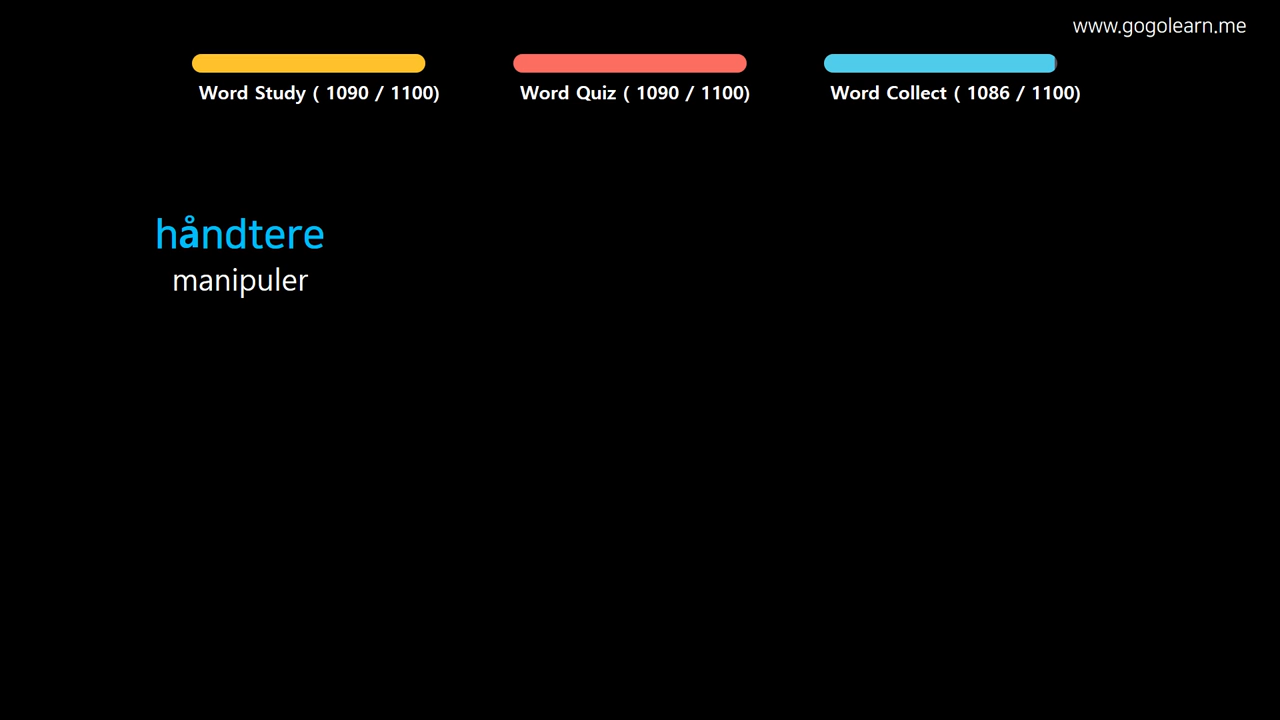 www.gogolearn.me
Word Study ( 1090 / 1100)
Word Quiz ( 1090 / 1100)
Word Collect ( 1086 / 1100)
håndtere
manipuler